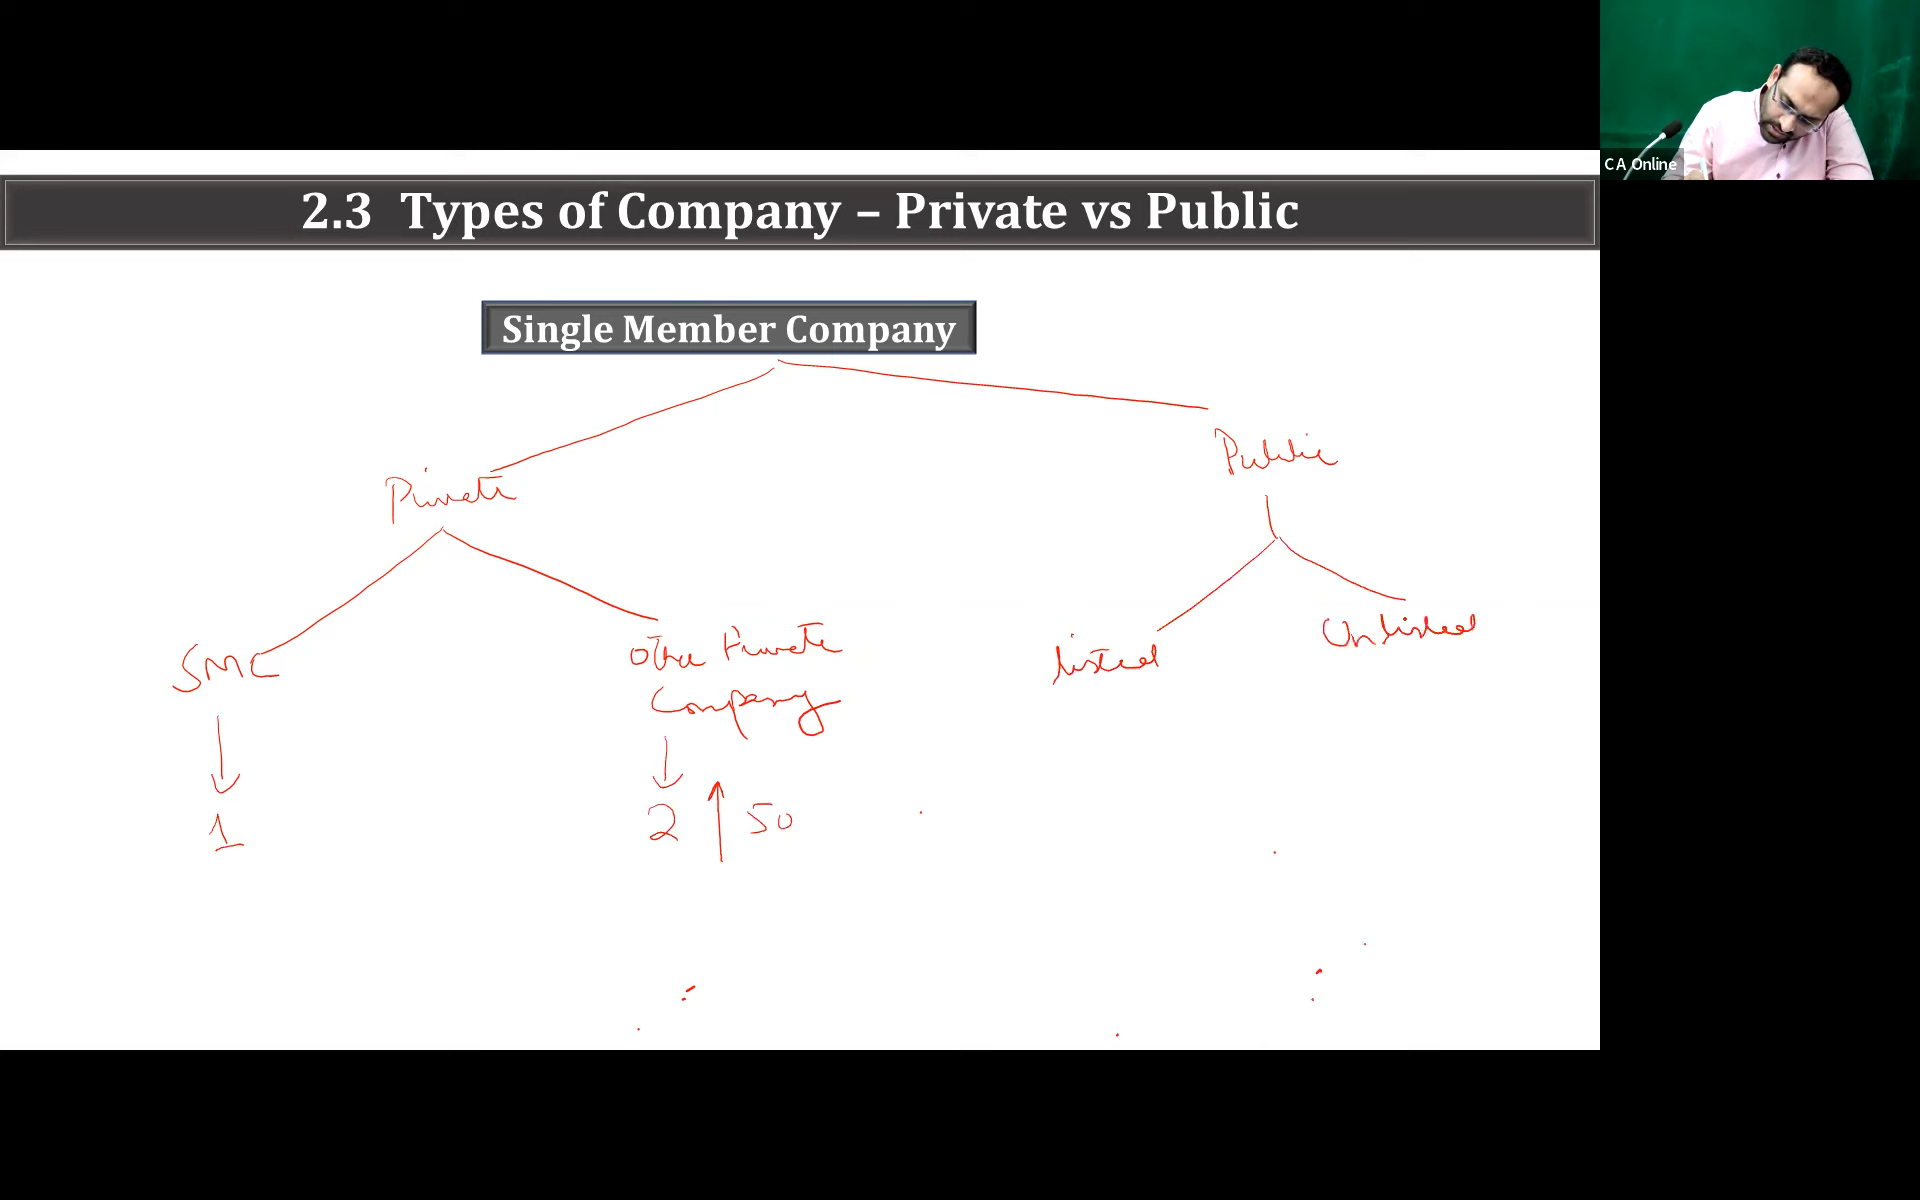 C A Online
2.3 Types of Company – Private vs Public
Single Member Company
Public
Private
Unlisted
Other Private
listed
SMC
Company
2 50
1